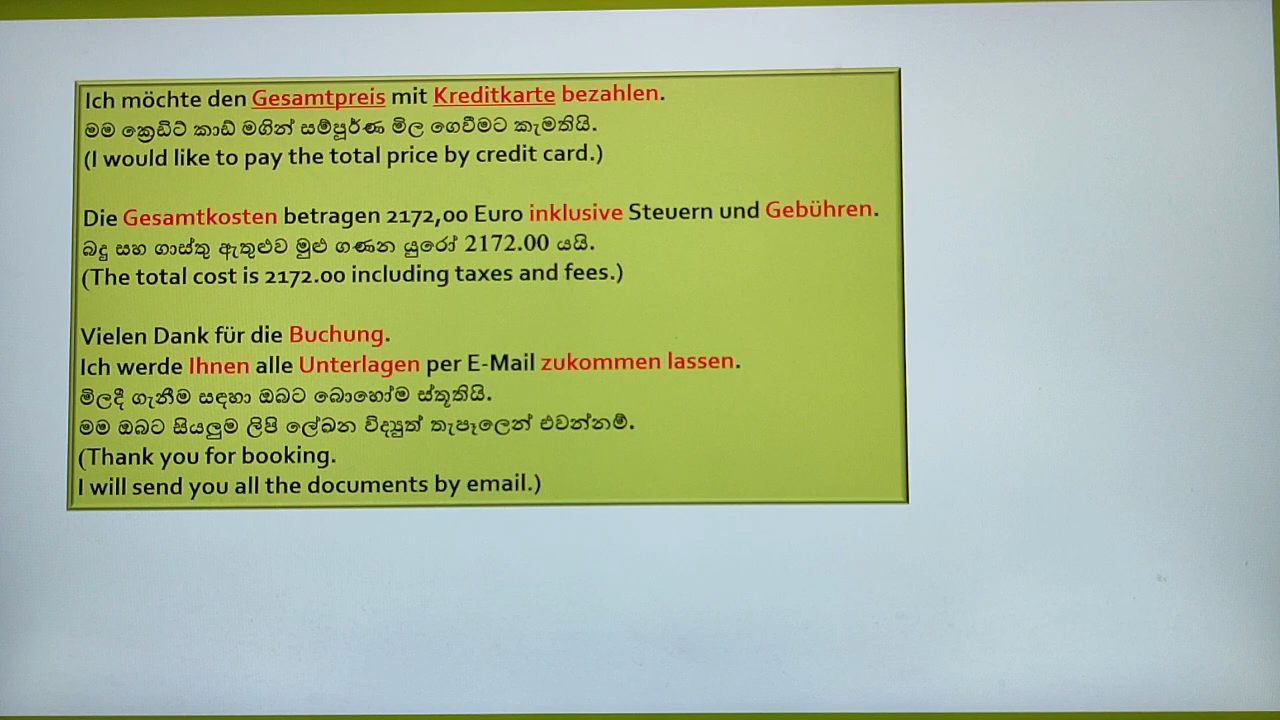 Ich möchte den Gesamtpreis mit Kreditkarte bezahlen.
මම ක්‍රෙඩිට් කාඩ් මගින් සම්පූර්ණ මිල ගෙවීමට කැමතියි.
(I would like to pay the total price by credit card.)
Die Gesamtkosten betragen 2172,00 Euro inklusive Steuern und Gebühren.
බදු සහ ගාස්තු ඇතුළුව මුළු ගණන යුරෝ 2172.00 යයි.
(The total cost is 2172.00 including taxes and fees.)
Vielen Dank für die Buchung.
Ich werde Ihnen alle Unterlagen per E-Mail zukommen lassen.
මිලදී ගැනීම සඳහා ඔබට බොහෝම ස්තූතියි.
මම ඔබට සියලුම ලිපි ලේඛන විද්‍යුත් තැපෑලෙන් එවන්නම්.
(Thank you for booking.
I will send you all the documents by email.)